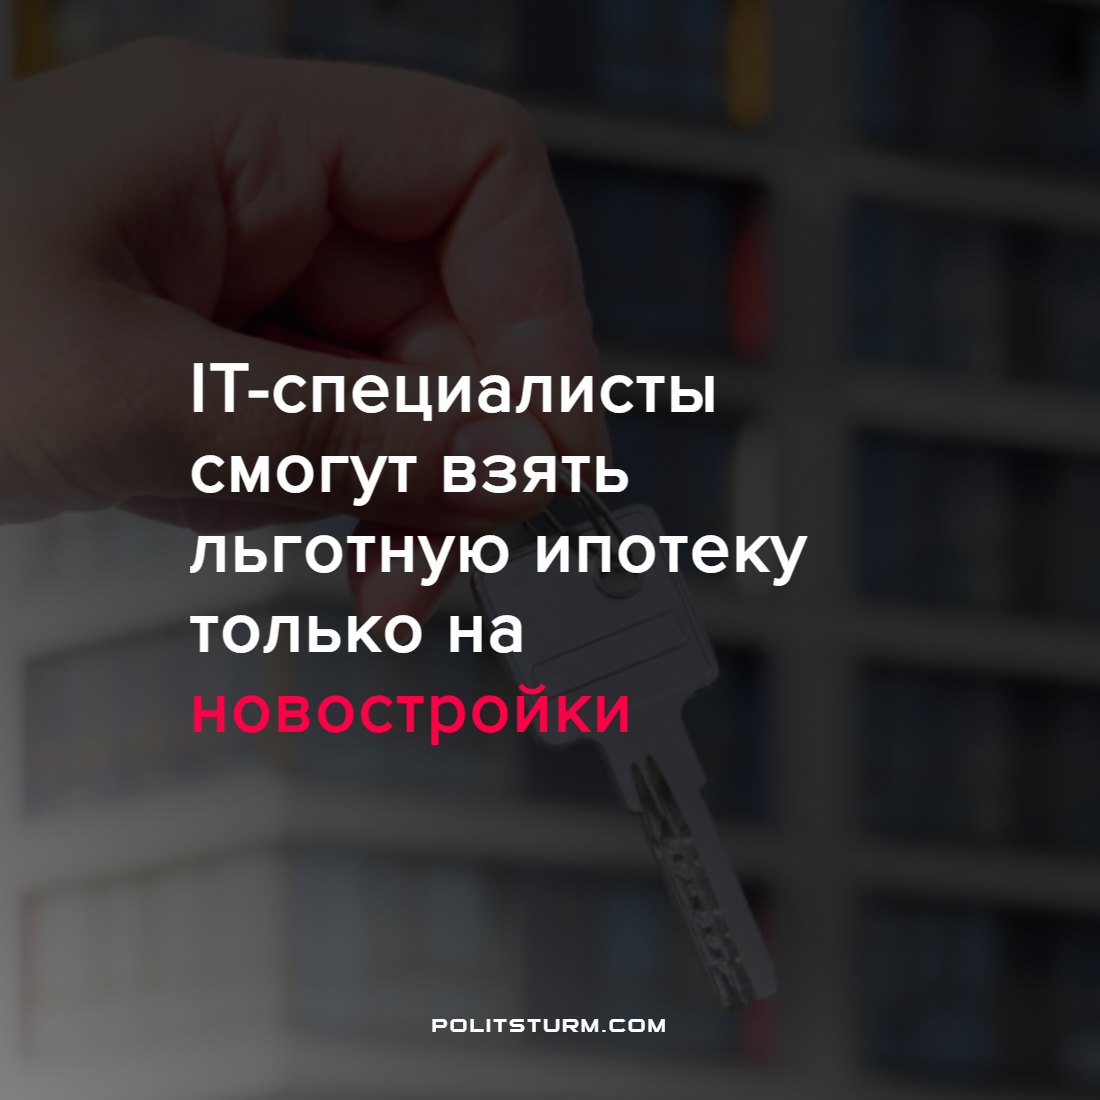 IT-специалисты
смогут взять
льготную ипотеку
только на
новостройки
POLITSTURM.COM